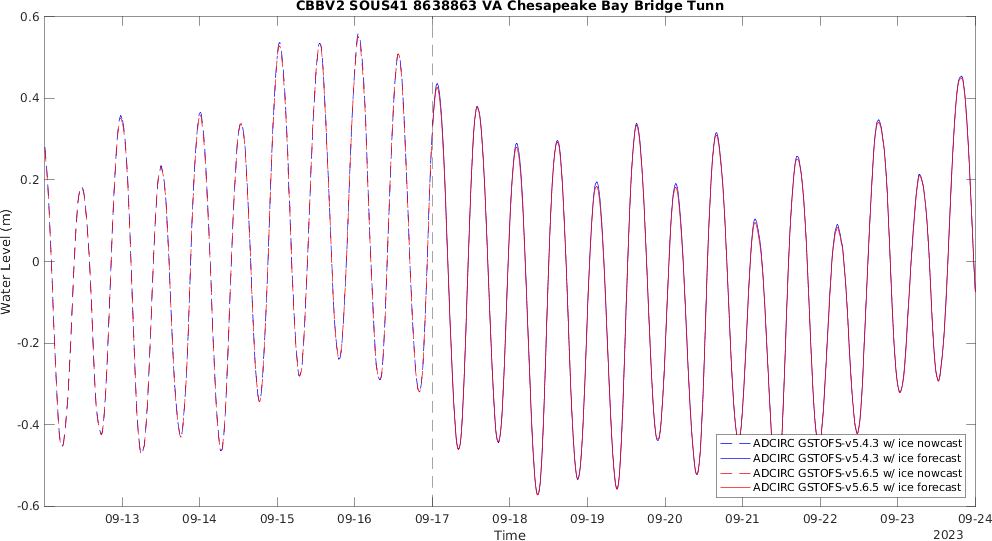 CBBV2 SOUS41 8638863 VA Chesapeake Bay Bridge Tunn
0.6
0.4
0.2
0
-0.2
-0.4
-0.6
Water Level (m)
ADCIRC GSTOFS-v5.4.3 w/ ice nowcast
ADCIRC GSTOFS-v5.4.3 w/ ice forecast
ADCIRC GSTOFS-v5.6.5 w/ ice nowcast
ADCIRC GSTOFS-v5.6.5 w/ ice forecast
09-13 09-14 09-15 09-16 09-17 09-18 09-19 09-20 09-21 09-22 09-23 09-24
Time
2023